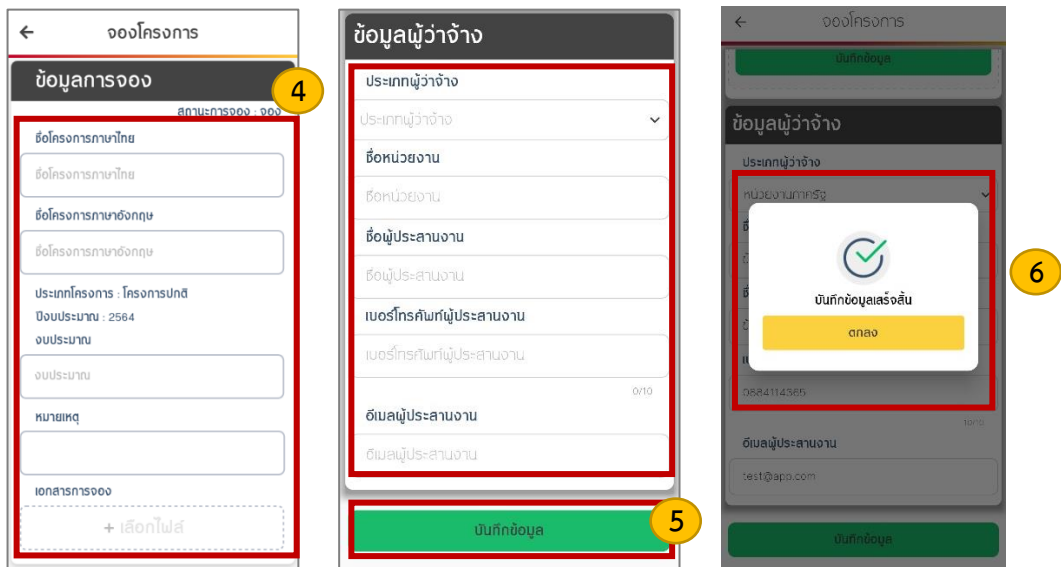 จองโครงการ
ข้อมูลการจอง
4
สถานะการจอง : จอง
ชื่อโครงการภาษาไทย
ชื่อโครงการภาษาไทย
ชื่อโครงการภาษาอังกฤษ
ชื่อโครงการภาษาอังกฤษ
ประเภทโครงการ : โครงการปกติ
ปีงบประมาณ : 2564
งบประมาณ
งบประมาณ
หมายเหตุ
เอกสารการจอง
+ เลือกไฟล์
ข้อมูลผู้ว่าจ้าง
ประเภทผู้ว่าจ้าง
ประเภทผู้ว่าจ้าง
ชื่อหน่วยงาน
ชื่อหน่วยงาน
ชื่อผู้ประสานงาน
ชื่อผู้ประสานงาน
เบอร์โทรศัพท์ผู้ประสานงาน
เบอร์โทรศัพท์ผู้ประสานงาน
0/10
อีเมลผู้ประสานงาน
อีเมลผู้ประสานงาน
บันทึกข้อมูล
5
จองโครงการ
บันทึกข้อมูล
ข้อมูลผู้ว่าจ้าง
ประเภทผู้ว่าจ้าง
หน่วยงานภาครัฐ
บันทึกข้อมูลเสร็จสิ้น
ตกลง
6
0884114365
10/10
อีเมลผู้ประสานงาน
test@app.com
บันทึกข้อมูล